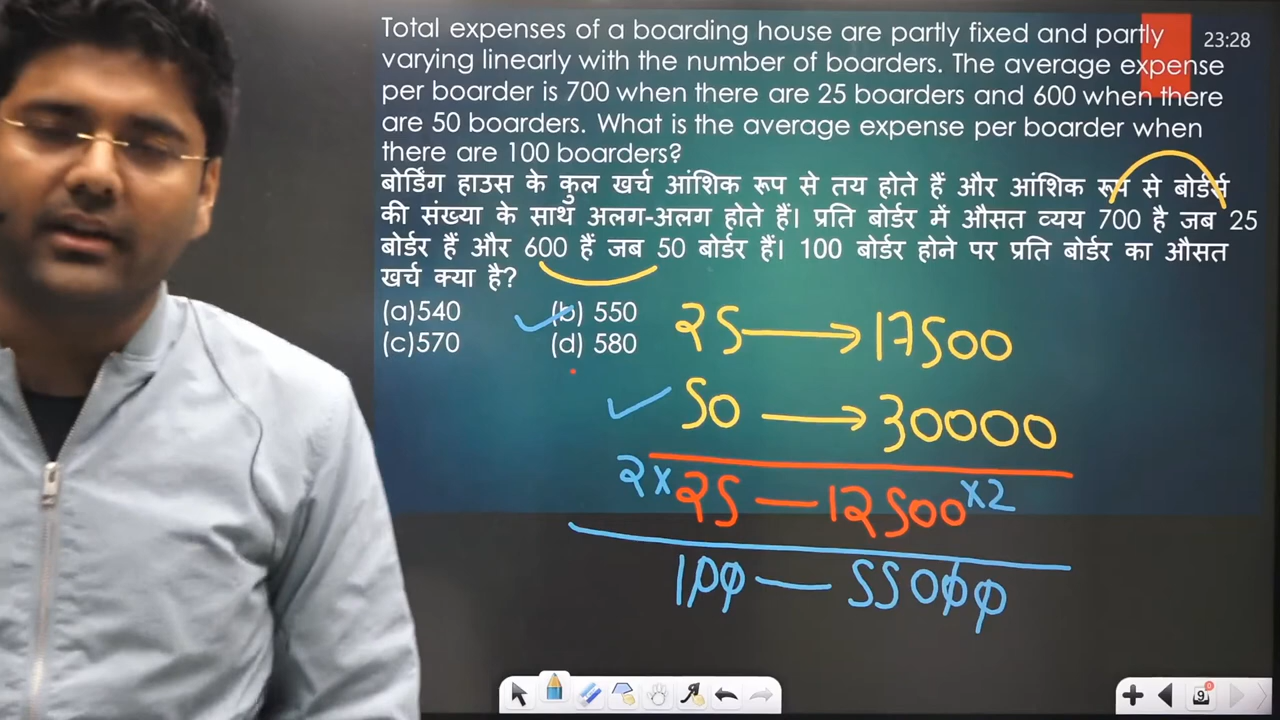 Total expenses of a boarding house are partly fixed and partly
23:28
varying linearly with the number of boarders. The average expense
per boarder is 700 when there are 25 boarders and 600 when there
are 50 boarders. What is the average expense per boarder when
there are 100 boarders?
बोर्डिंग हाउस के कुल खर्च आंशिक रूप से तय होते हैं और आंशिक रूप से बोर्डर्स
की संख्या के साथ अलग-अलग होते हैं। प्रति बोर्डर में औसत व्यय 700 है जब 25
बोर्डर हैं और 600 हैं जब 50 बोर्डर हैं। 100 बोर्डर होने पर प्रति बोर्डर का औसत
खर्च क्या है?
(a)540 (b) 550
(c)570 (d) 580
25 → 17500
50 → 30000
2x25 — 12500x2
100 — 55000
9